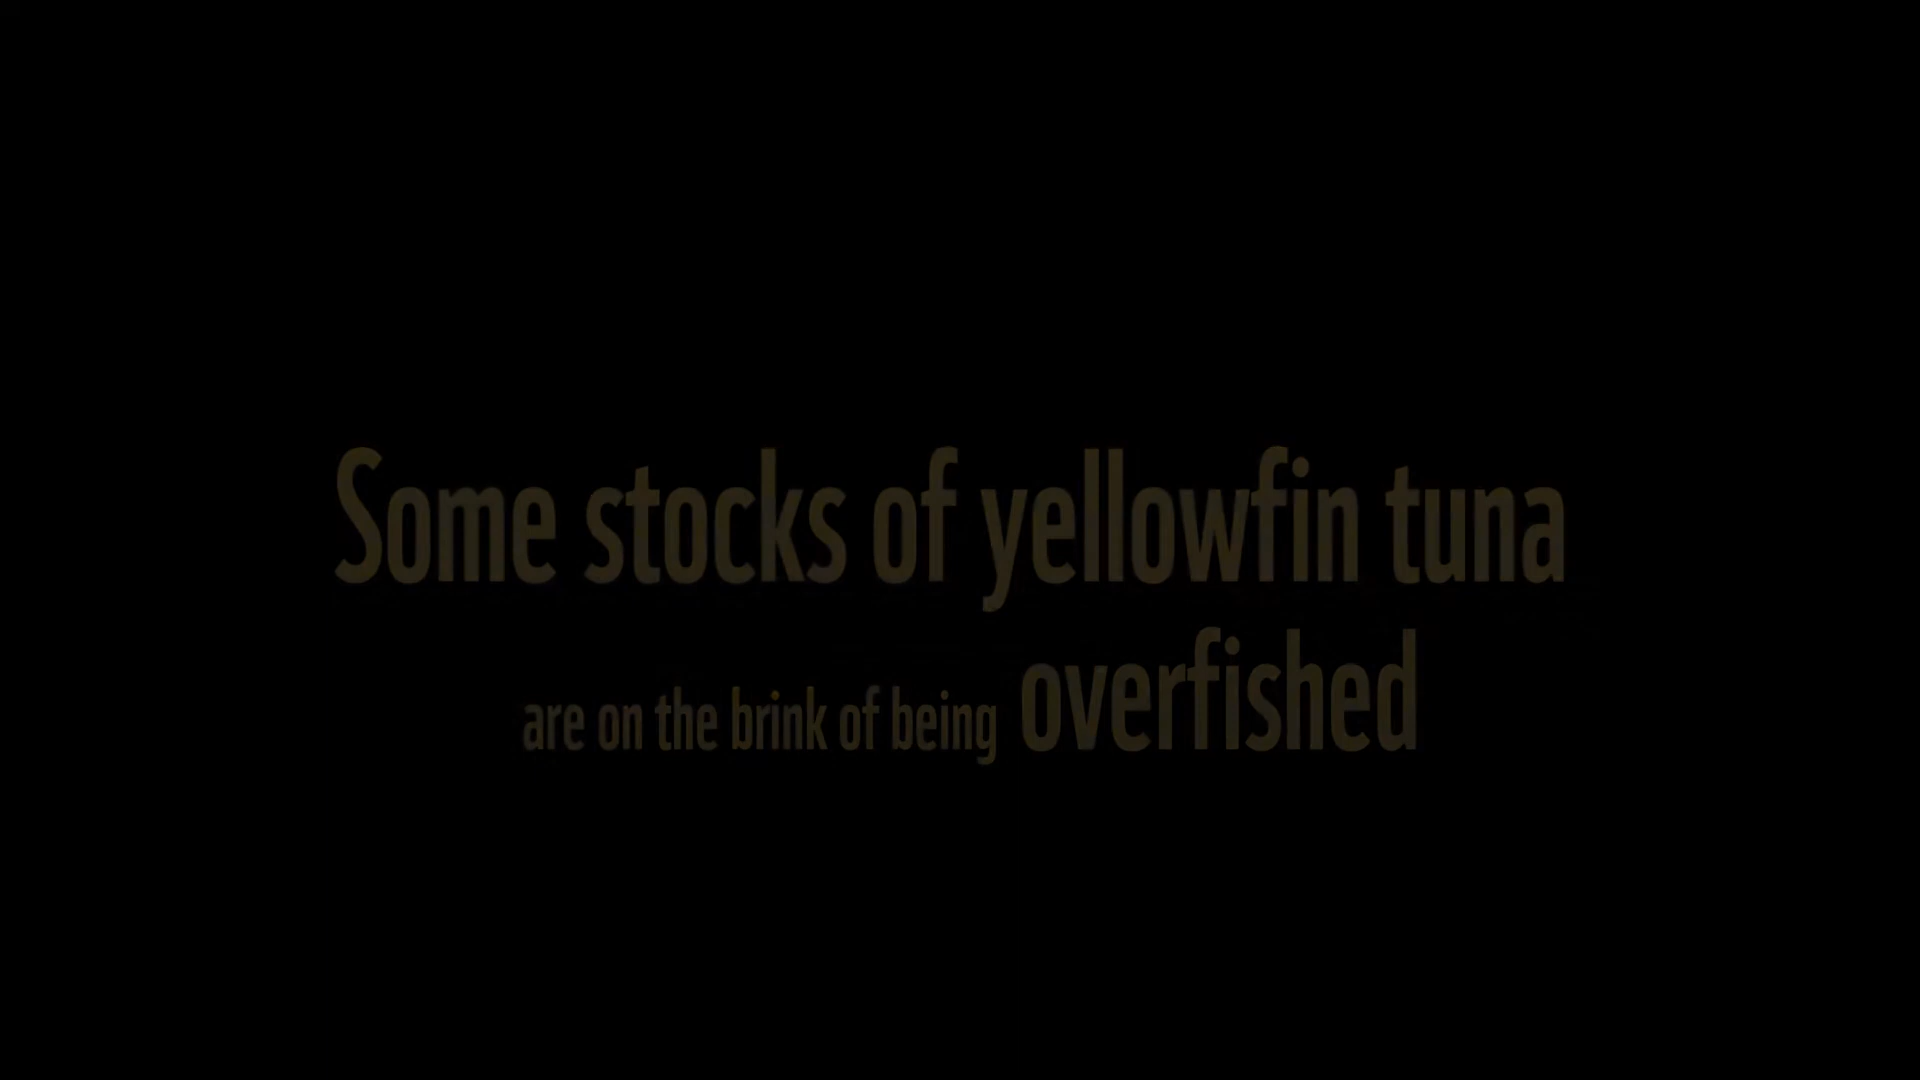 Some stocks of yellowfin tuna
are on the brink of being overfished